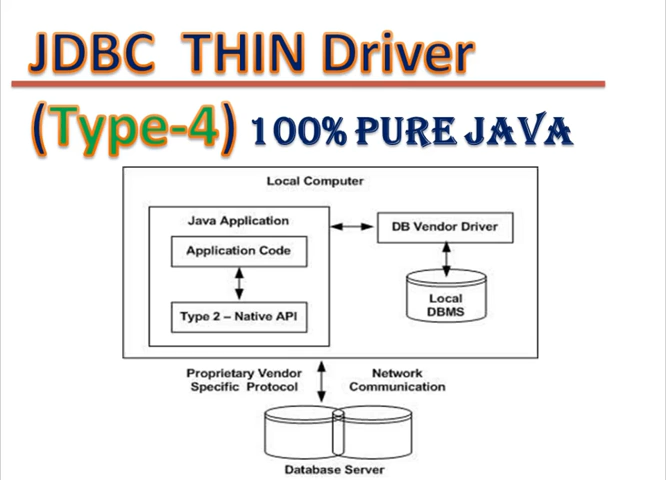 JDBC THIN Driver
(Type-4) 100% PURE JAVA
Local Computer
Java Application
DB Vendor Driver
Application Code
Local
DBMS
Type 2 – Native API
Proprietary Vendor
Specific Protocol
Network
Communication
Database Server